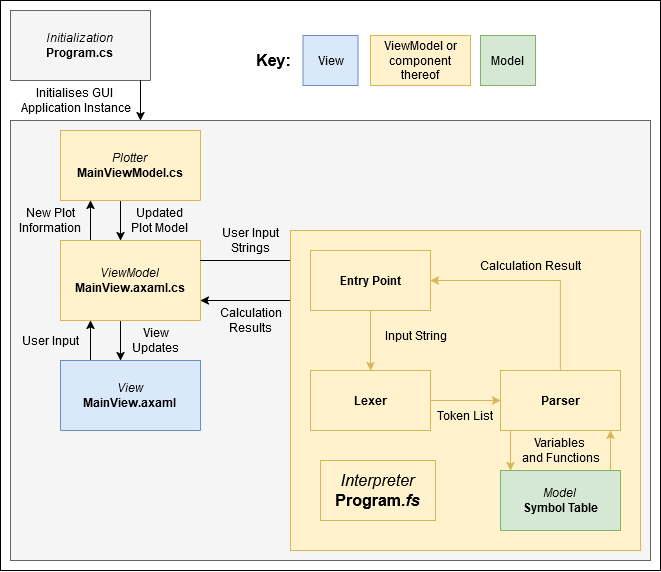 Initialization
Program.cs
Key:
View
ViewModel or
component
thereof
Model
Initialises GUI
Application Instance
Plotter
MainViewModel.cs
New Plot
Information
Updated
Plot Model
User Input
Strings
ViewModel
MainView.axaml.cs
Calculation
Results
User Input
View
Updates
View
MainView.axaml
Entry Point
Calculation Result
Input String
Lexer
Token List
Parser
Variables
and Functions
Interpreter
Program.fs
Model
Symbol Table